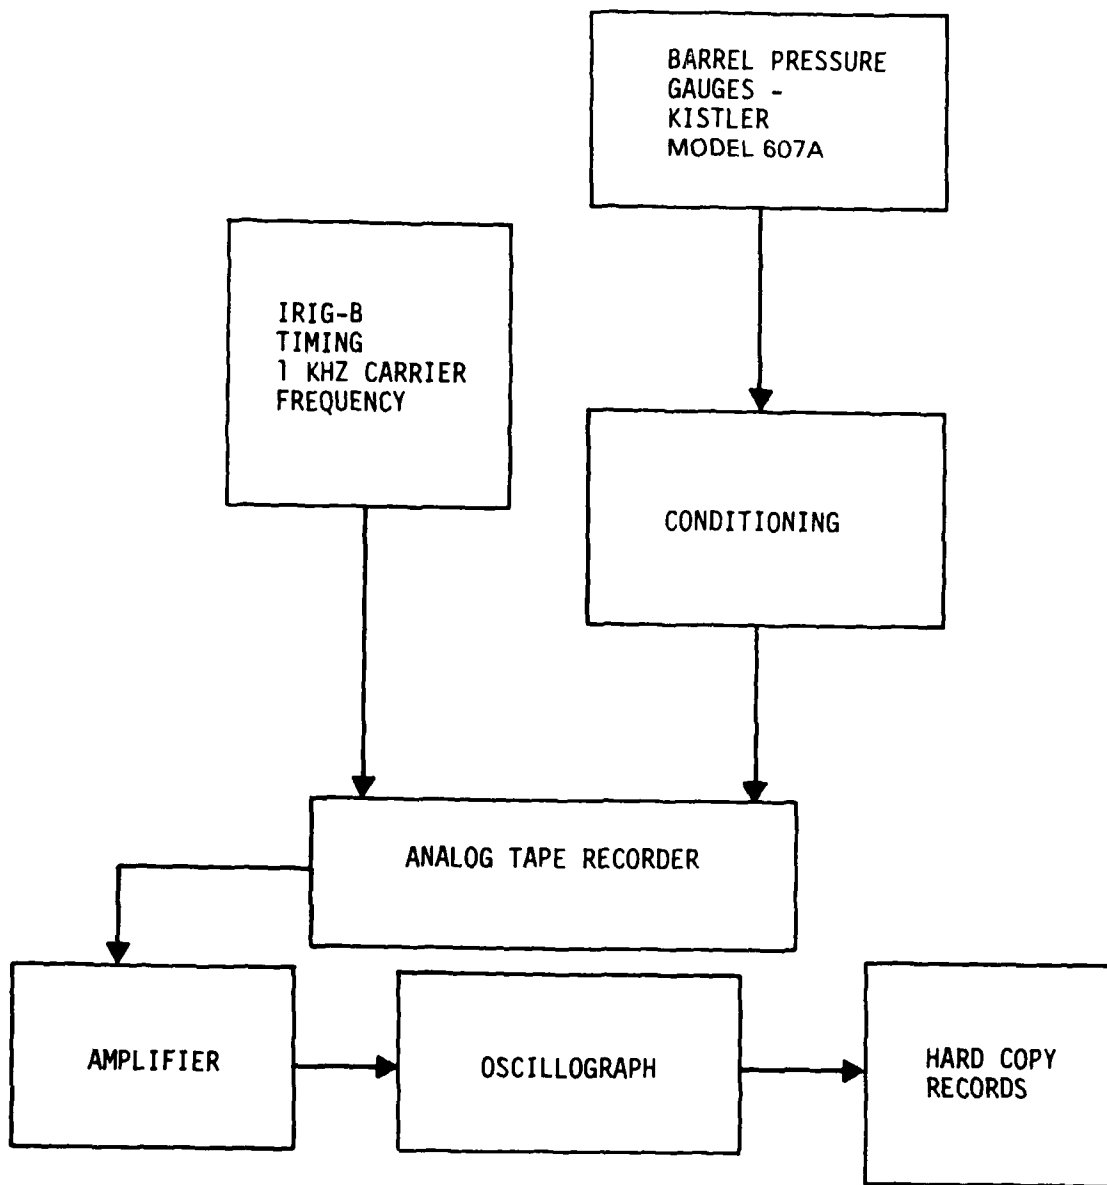 BARREL PRESSURE
GAUGES -
KISTLER
MODEL 607A
IRIG-B
TIMING
1 KHZ CARRIER
FREQUENCY
CONDITIONING
ANALOG TAPE RECORDER
AMPLIFIER
OSCILLOGRAPH
HARD COPY
RECORDS